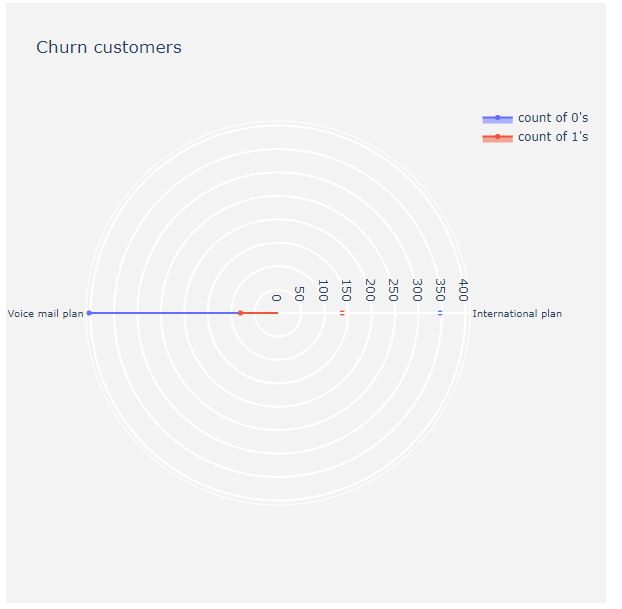 Churn customers
count of 0's
count of 1's
0
50
100
150
200
250
300
350
400
Voice mail plan
International plan